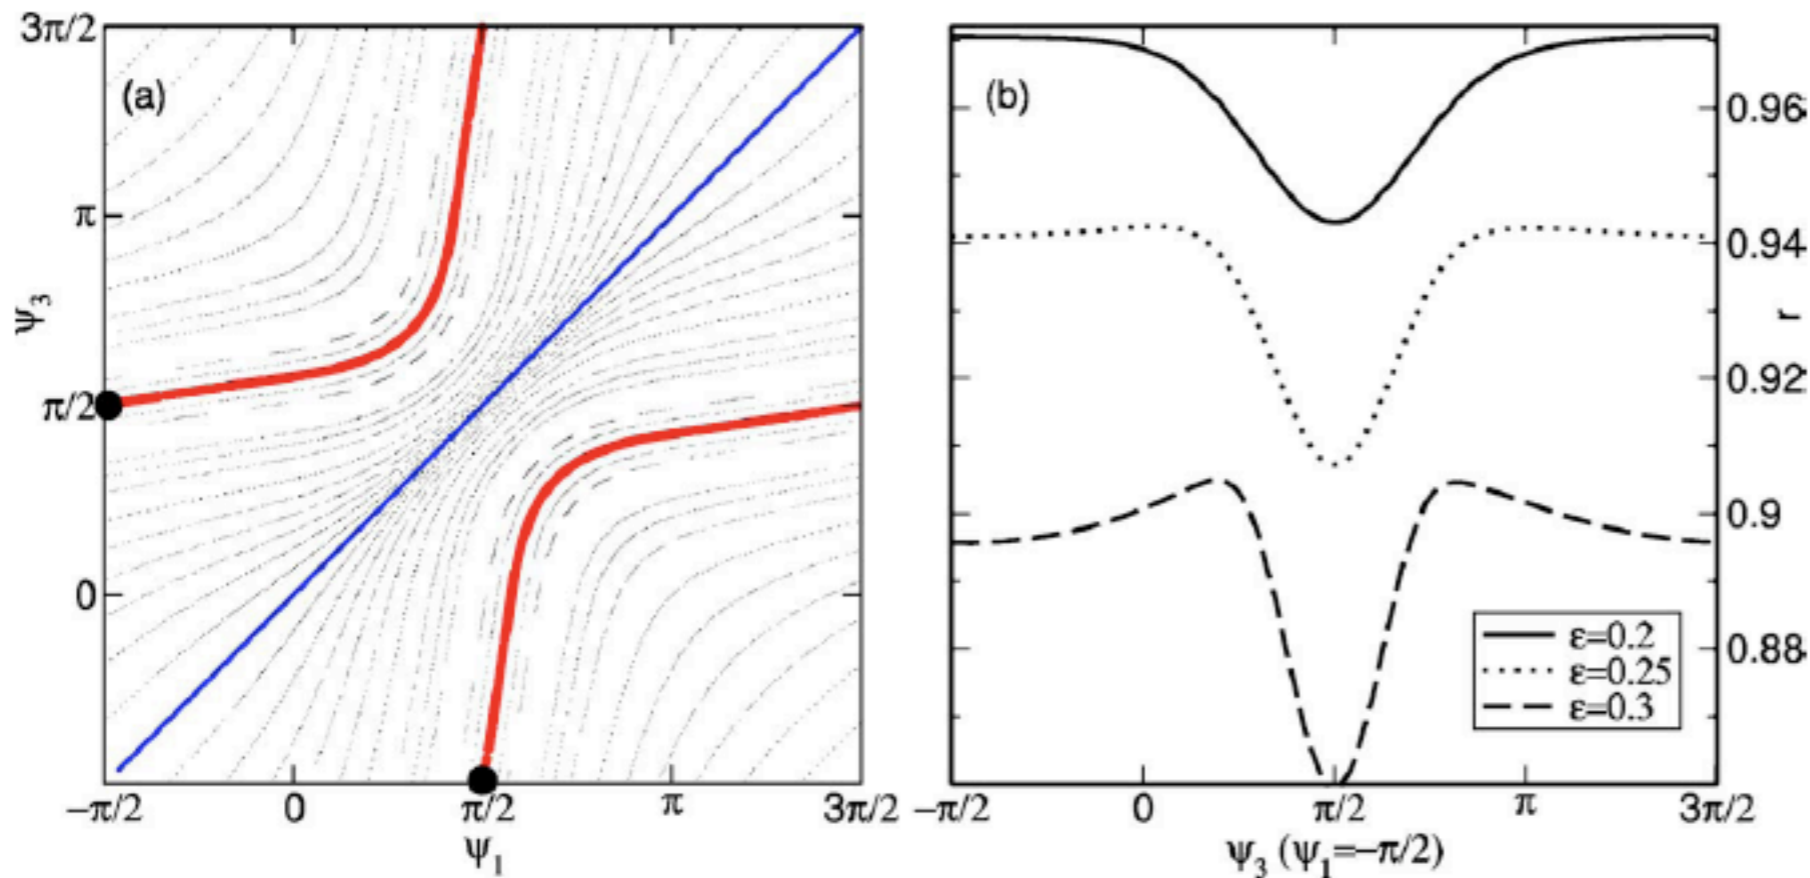 3π/2
(a)
π
ψ3
π/2
0
−π/2
0
π/2
π
3π/2
ψ1
(b)
0.96
0.94
r
0.92
0.9
0.88
ε=0.2
ε=0.25
ε=0.3
−π/2
0
π/2
π
3π/2
ψ3 (ψ1=−π/2)